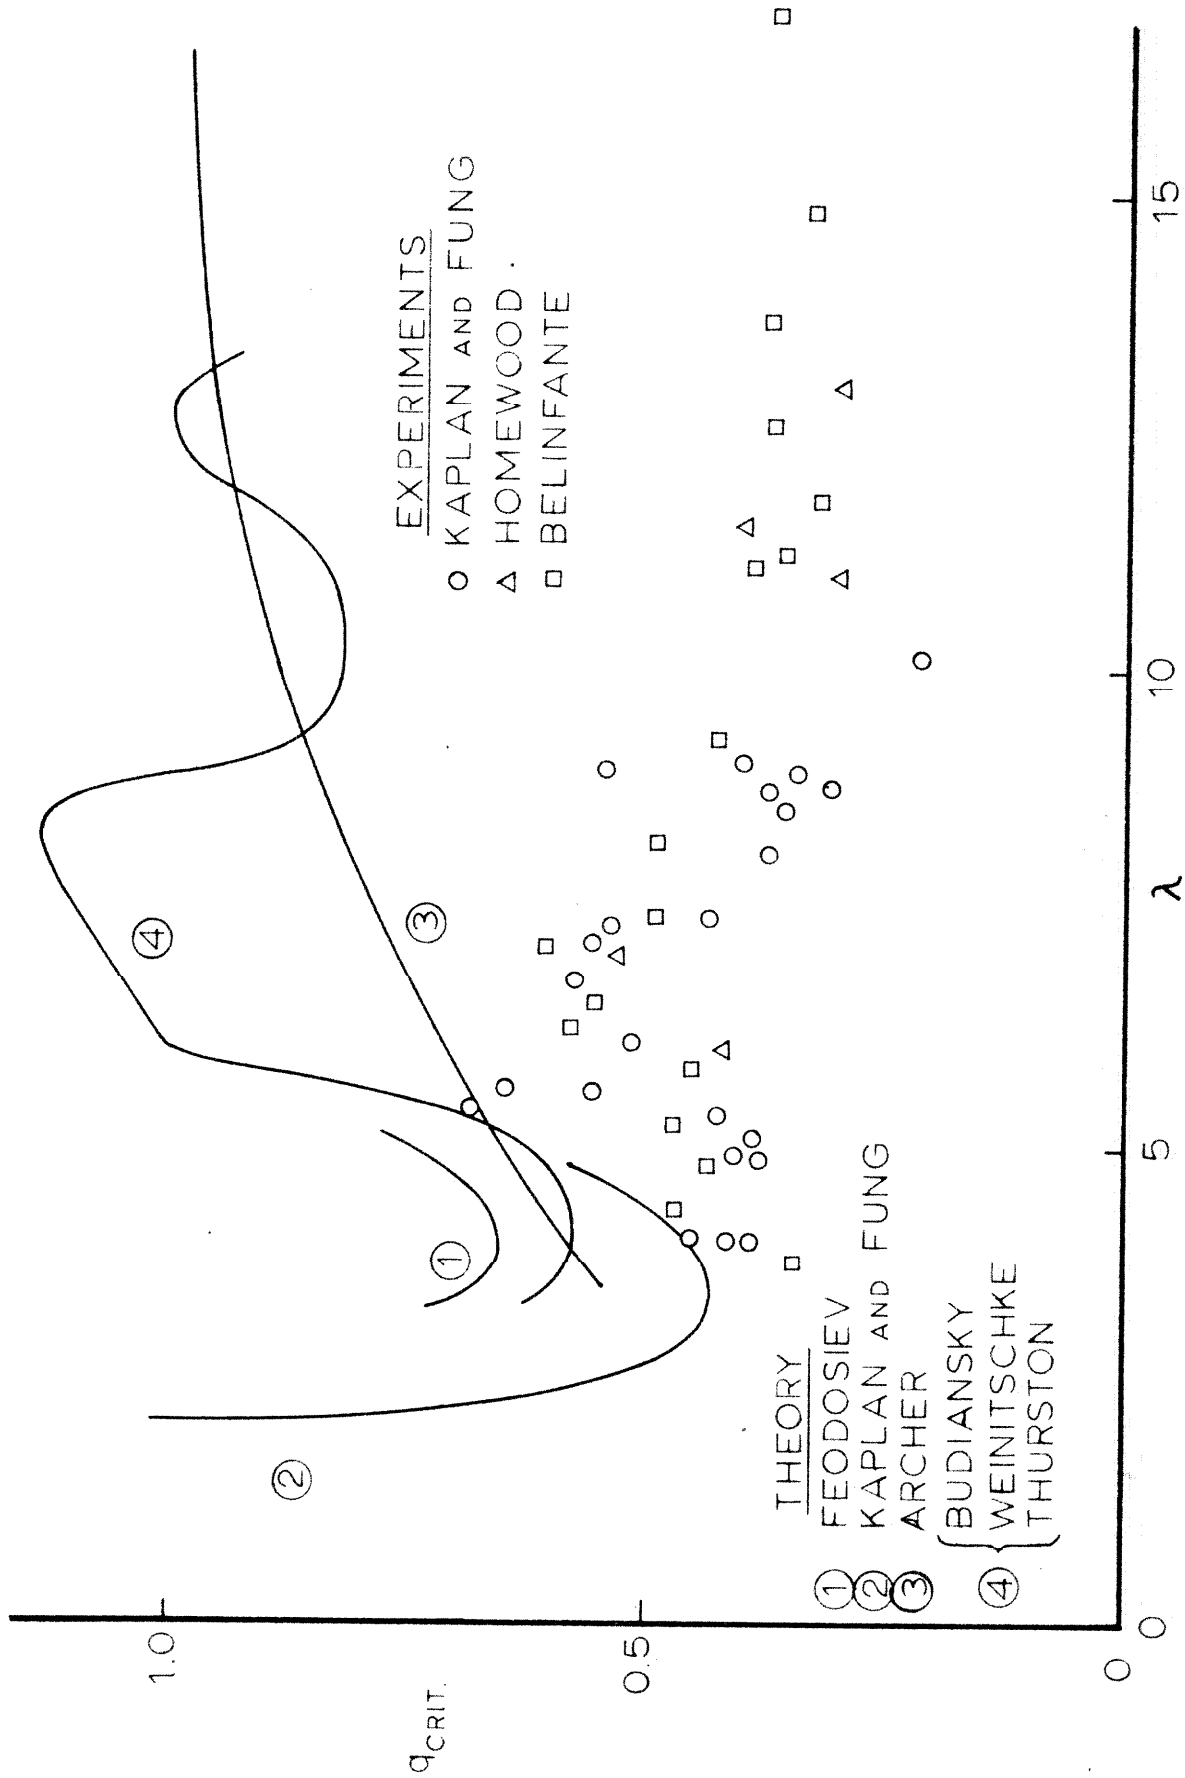 EXPERIMENTS
○ KAPLAN AND FUNG
△ HOMEWOOD
□ BELINFANTE
④
③
①
②
THEORY
① FEODOSIEV
② KAPLAN AND FUNG
③ ARCHER
BUDIANSKY
④ { WEINITSCHKE
THURSTON
qCRIT.
1.0
0.5
0
0
5
10
15
λ